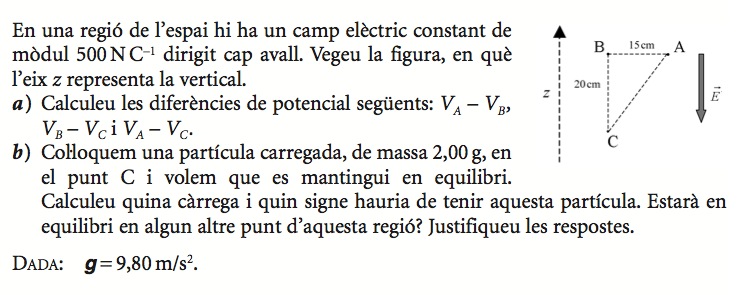 En una regió de l'espai hi ha un camp elèctric constant de
mòdul 500 N C⁻¹ dirigit cap avall. Vegeu la figura, en què
l'eix z representa la vertical.
a) Calculeu les diferències de potencial següents: V_A – V_B,
V_B – V_C i V_A – V_C.
b) Col·loquem una partícula carregada, de massa 2,00 g, en
el punt C i volem que es mantingui en equilibri.
Calculeu quina càrrega i quin signe hauria de tenir aquesta partícula. Estarà en
equilibri en algun altre punt d'aquesta regió? Justifiqueu les respostes.
DADA: g = 9,80 m/s².
B 15 cm A
20 cm
z
E⃗
C